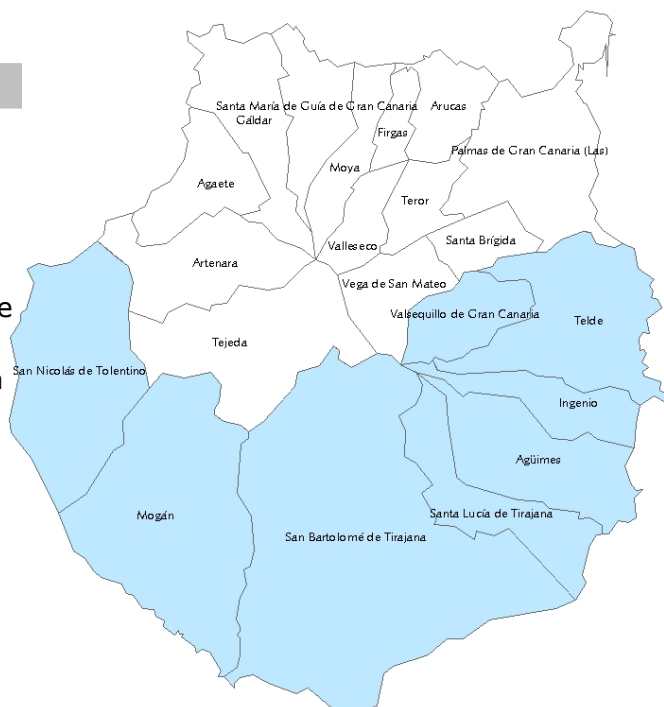 Santa María de Guía de Gran Canaria
Arucas
Gáldar
Firgas
Palmas de Gran Canaria (Las)
Moya
Agaete
Teror
Santa Brígida
Valleseco
Artenara
Vega de San Mateo
e
Valsequillo de Gran Canaria
Telde
Tejeda
San Nicolás de Tolentino
Ingenio
Agüimes
Mogán
Santa Lucía de Tirajana
San Bartolomé de Tirajana